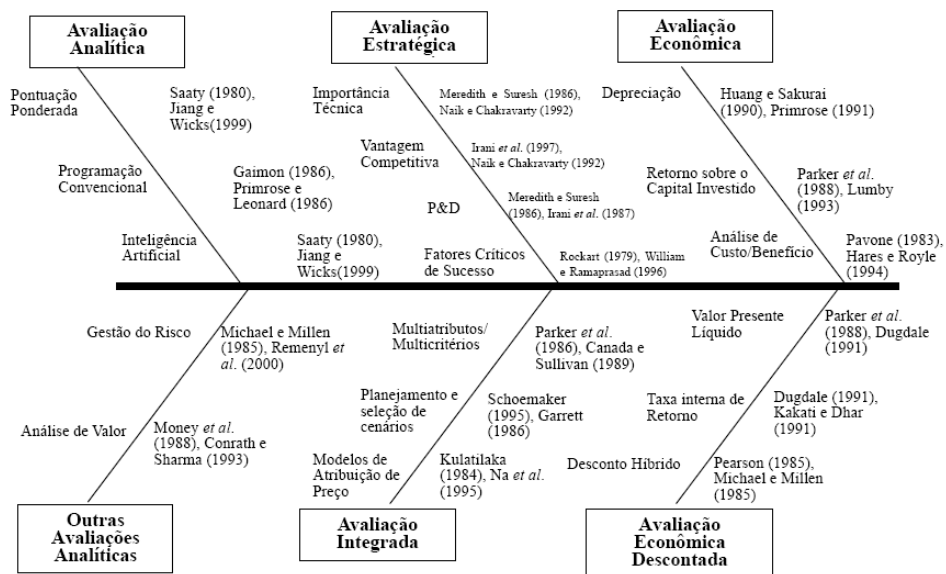 Avaliação
Analítica
Pontuação
Ponderada
Saaty (1980),
Jiang e
Wicks(1999)
Programação
Convencional
Gaimon (1986),
Primrose e
Leonard (1986)
Inteligência
Artificial
Saaty (1980),
Jiang e
Wicks(1999)
Avaliação
Estratégica
Importância
Técnica
Meredith e Suresh (1986),
Naik e Chakravarty (1992)
Vantagem
Competitiva
Irani et al. (1997),
Naik e Chakravarty (1992)
P&D
Meredith e Suresh
(1986), Irani et al. (1987)
Fatores Críticos
de Sucesso
Rockart (1979), William
e Ramaprasad (1996)
Avaliação
Econômica
Depreciação
Huang e Sakurai
(1990), Primrose (1991)
Retorno sobre o
Capital Investido
Parker et al.
(1988), Lumby
(1993)
Análise de
Custo/Benefício
Pavone (1983),
Hares e Royle
(1994)
Gestão do Risco
Michael e Millen
(1985), Remenyl et
al. (2000)
Análise de Valor
Money et al.
(1988), Conrath e
Sharma (1993)
Outras
Avaliações
Analíticas
Multiatributos/
Multicritérios
Parker et al.
(1986), Canada e
Sullivan (1989)
Planejamento e
seleção de
cenários
Schoemaker
(1995), Garrett
(1986)
Modelos de
Atribuição de
Preço
Kulatilaka
(1984), Na et al.
(1995)
Avaliação
Integrada
Valor Presente
Líquido
Parker et al.
(1988), Dugdale
(1991)
Taxa interna de
Retorno
Dugdale (1991),
Kakati e Dhar
(1991)
Desconto Híbrido
Pearson (1985),
Michael e Millen
(1985)
Avaliação
Econômica
Descontada